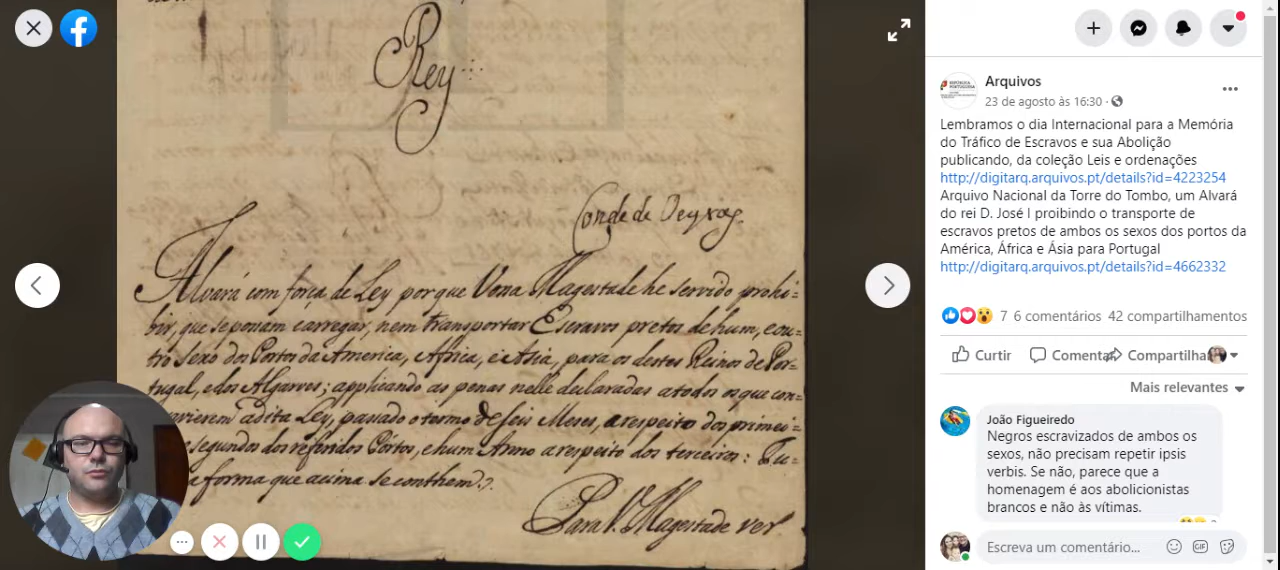 Rey
Conde de Oeyras
Alvará com força de Ley porque Vossa Magestade he servido prohi=
bir, que se possam carregar, nem transportar Escravos pretos de hum, e ou=
tro sexo dos Portos da America, e Africa, e Asia, para os destes Reinos de Por=
tugal, e dos Algarves; applicando as penas nelle declaradas a todos os que con=
travierem a dita Ley, passado o termo de seis Mezes, a respeito dos primei=
e segundos dos referidos Portos, e hum Anno a respeito dos terceiros: Tu=
a forma que acima se conthem.
Para V. Magestade ver.
Arquivos
23 de agosto às 16:30 ·
Lembramos o dia Internacional para a Memória
do Tráfico de Escravos e sua Abolição
publicando, da coleção Leis e ordenações
http://digitarq.arquivos.pt/details?id=4223254
Arquivo Nacional da Torre do Tombo, um Alvará
do rei D. José I proibindo o transporte de
escravos pretos de ambos os sexos dos portos da
América, África e Ásia para Portugal
http://digitarq.arquivos.pt/details?id=4662332
7 6 comentários 42 compartilhamentos
Curtir Comentar Compartilha
Mais relevantes
João Figueiredo
Negros escravizados de ambos os
sexos, não precisam repetir ipsis
verbis. Se não, parece que a
homenagem é aos abolicionistas
brancos e não às vítimas.
Escreva um comentário...
GIF